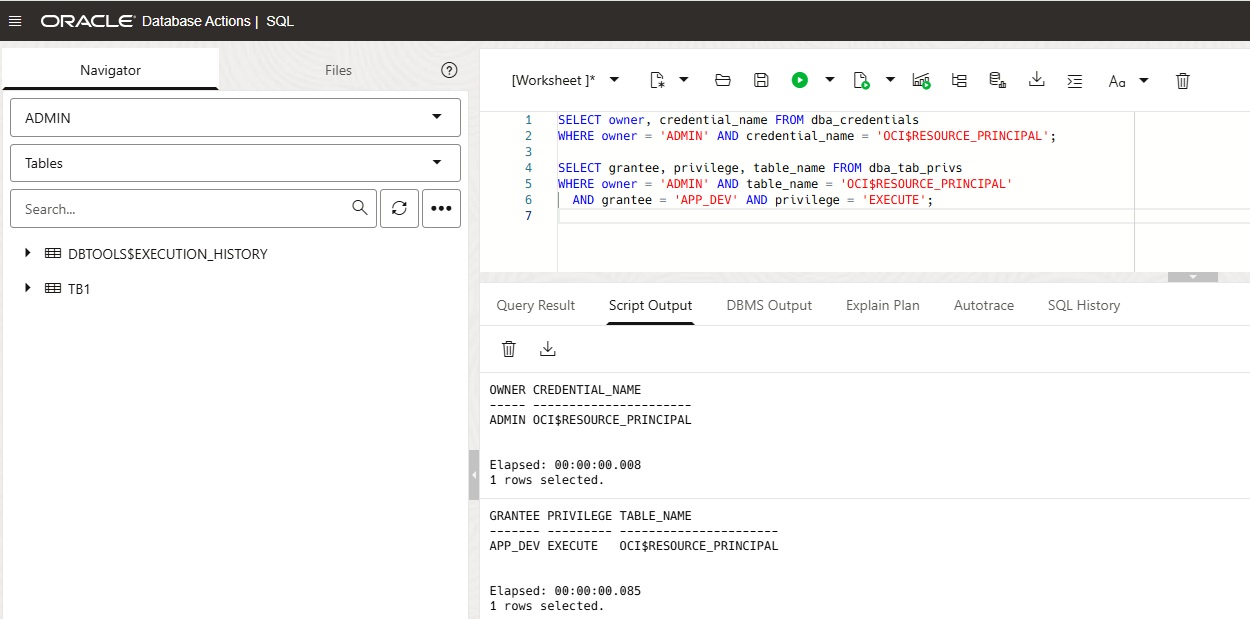 ORACLE Database Actions | SQL
Navigator
Files
ADMIN
Tables
Search...
DBTOOLS$EXECUTION_HISTORY
TB1
[Worksheet ]*
Aa
1 SELECT owner, credential_name FROM dba_credentials
2 WHERE owner = 'ADMIN' AND credential_name = 'OCI$RESOURCE_PRINCIPAL';
3
4 SELECT grantee, privilege, table_name FROM dba_tab_privs
5 WHERE owner = 'ADMIN' AND table_name = 'OCI$RESOURCE_PRINCIPAL'
6 AND grantee = 'APP_DEV' AND privilege = 'EXECUTE';
7
Query Result Script Output DBMS Output Explain Plan Autotrace SQL History
OWNER CREDENTIAL_NAME
----- ----------------------
ADMIN OCI$RESOURCE_PRINCIPAL
Elapsed: 00:00:00.008
1 rows selected.
GRANTEE PRIVILEGE TABLE_NAME
------- --------- ----------------------
APP_DEV EXECUTE OCI$RESOURCE_PRINCIPAL
Elapsed: 00:00:00.085
1 rows selected.